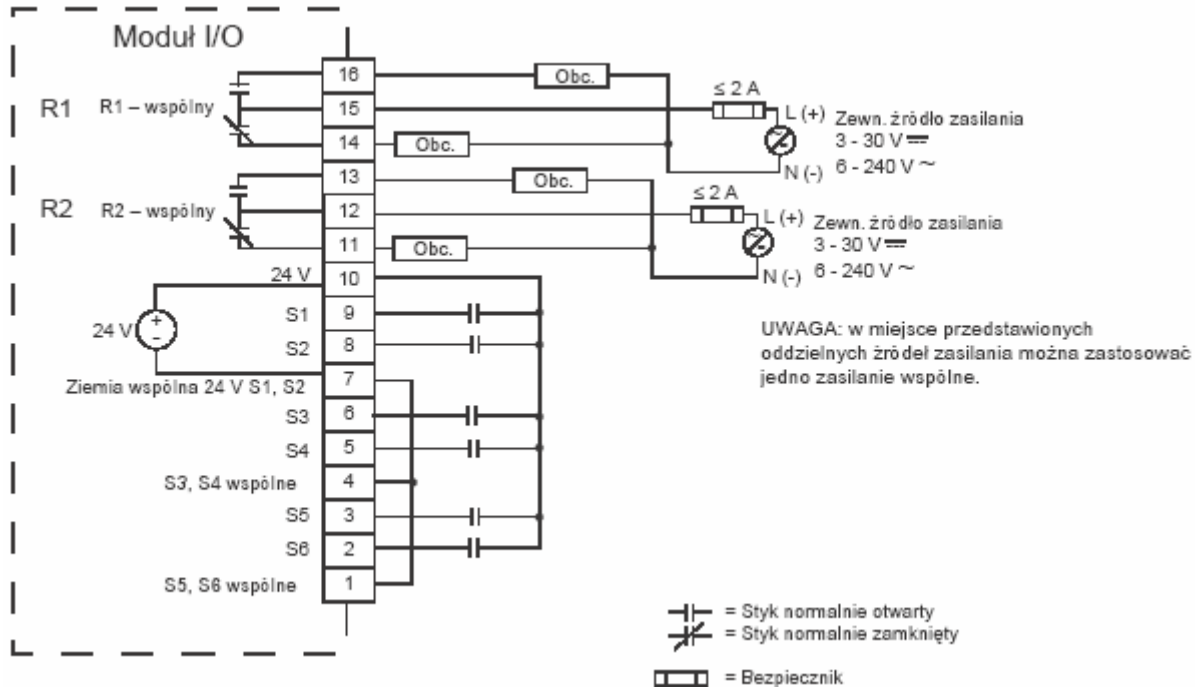 Moduł I/O
R1
R1 – wspólny
R2
R2 – wspólny
24 V
24 V
+
-
S1
S2
Ziemia wspólna 24 V S1, S2
S3
S4
S3, S4 wspólne
S5
S6
S5, S6 wspólne
16
15
14
13
12
11
10
9
8
7
6
5
4
3
2
1
Obc.
Obc.
Obc.
Obc.
≤ 2 A
L (+)
N (-)
Zewn. źródło zasilania
3 - 30 V
6 - 240 V ~
≤ 2 A
L (+)
N (-)
Zewn. źródło zasilania
3 - 30 V
6 - 240 V ~
UWAGA: w miejsce przedstawionych
oddzielnych źródeł zasilania można zastosować
jedno zasilanie wspólne.
= Styk normalnie otwarty
= Styk normalnie zamknięty
= Bezpiecznik